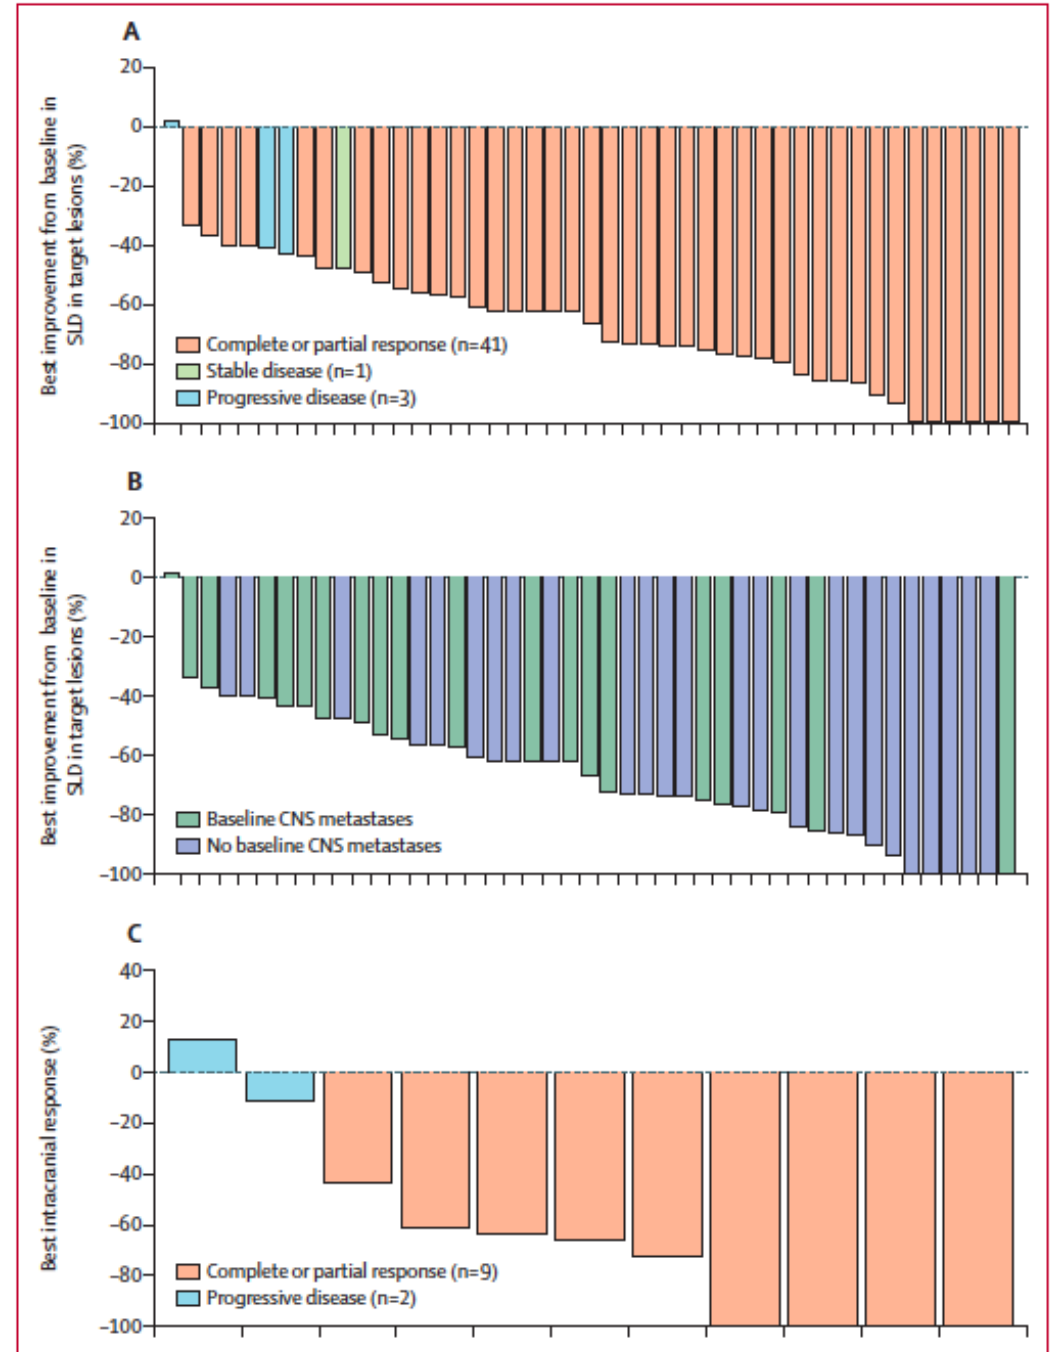 A
Best improvement from baseline in
SLD in target lesions (%)
20
0
–20
–40
–60
–80
–100
Complete or partial response (n=41)
Stable disease (n=1)
Progressive disease (n=3)
B
Best improvement from baseline in
SLD in target lesions (%)
20
0
–20
–40
–60
–80
–100
Baseline CNS metastases
No baseline CNS metastases
C
Best intracranial response (%)
40
20
0
–20
–40
–60
–80
–100
Complete or partial response (n=9)
Progressive disease (n=2)